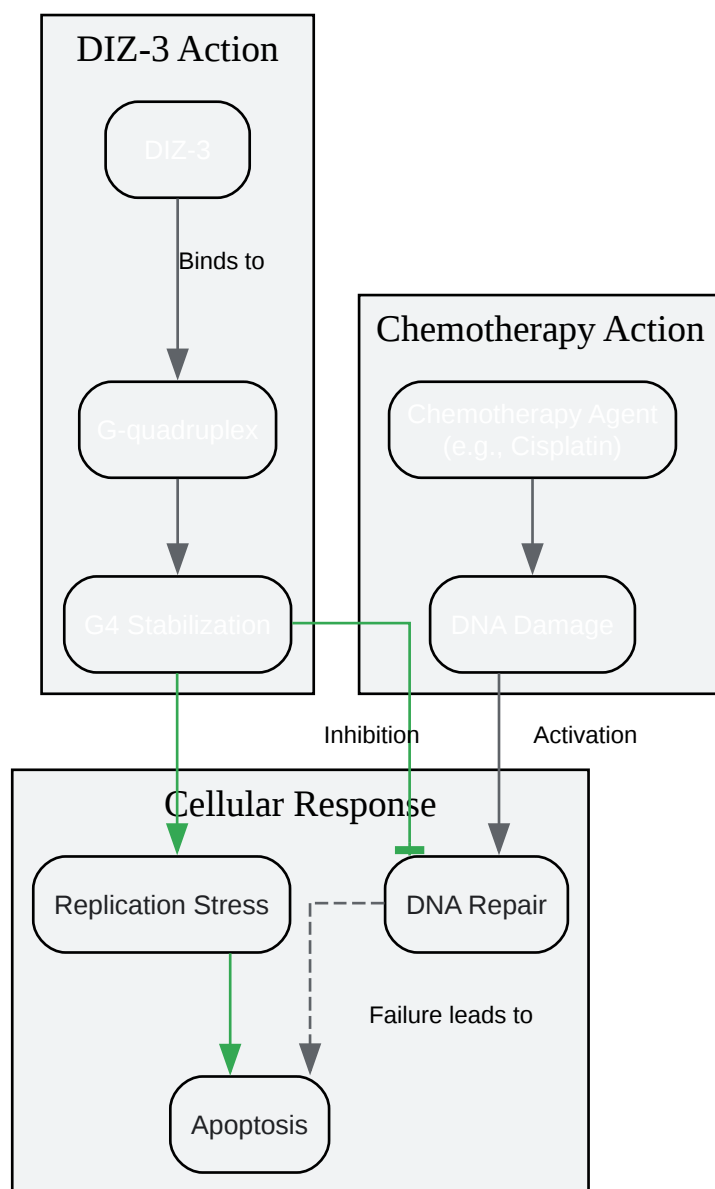 DIZ-3 Action
DIZ-3
Binds to
Chemotherapy Action
G-quadruplex
Chemotherapy Agent
(e.g., Cisplatin)
G4 Stabilization
DNA Damage
Inhibition
Activation
Cellular Response
Replication Stress
DNA Repair
Failure leads to
Apoptosis